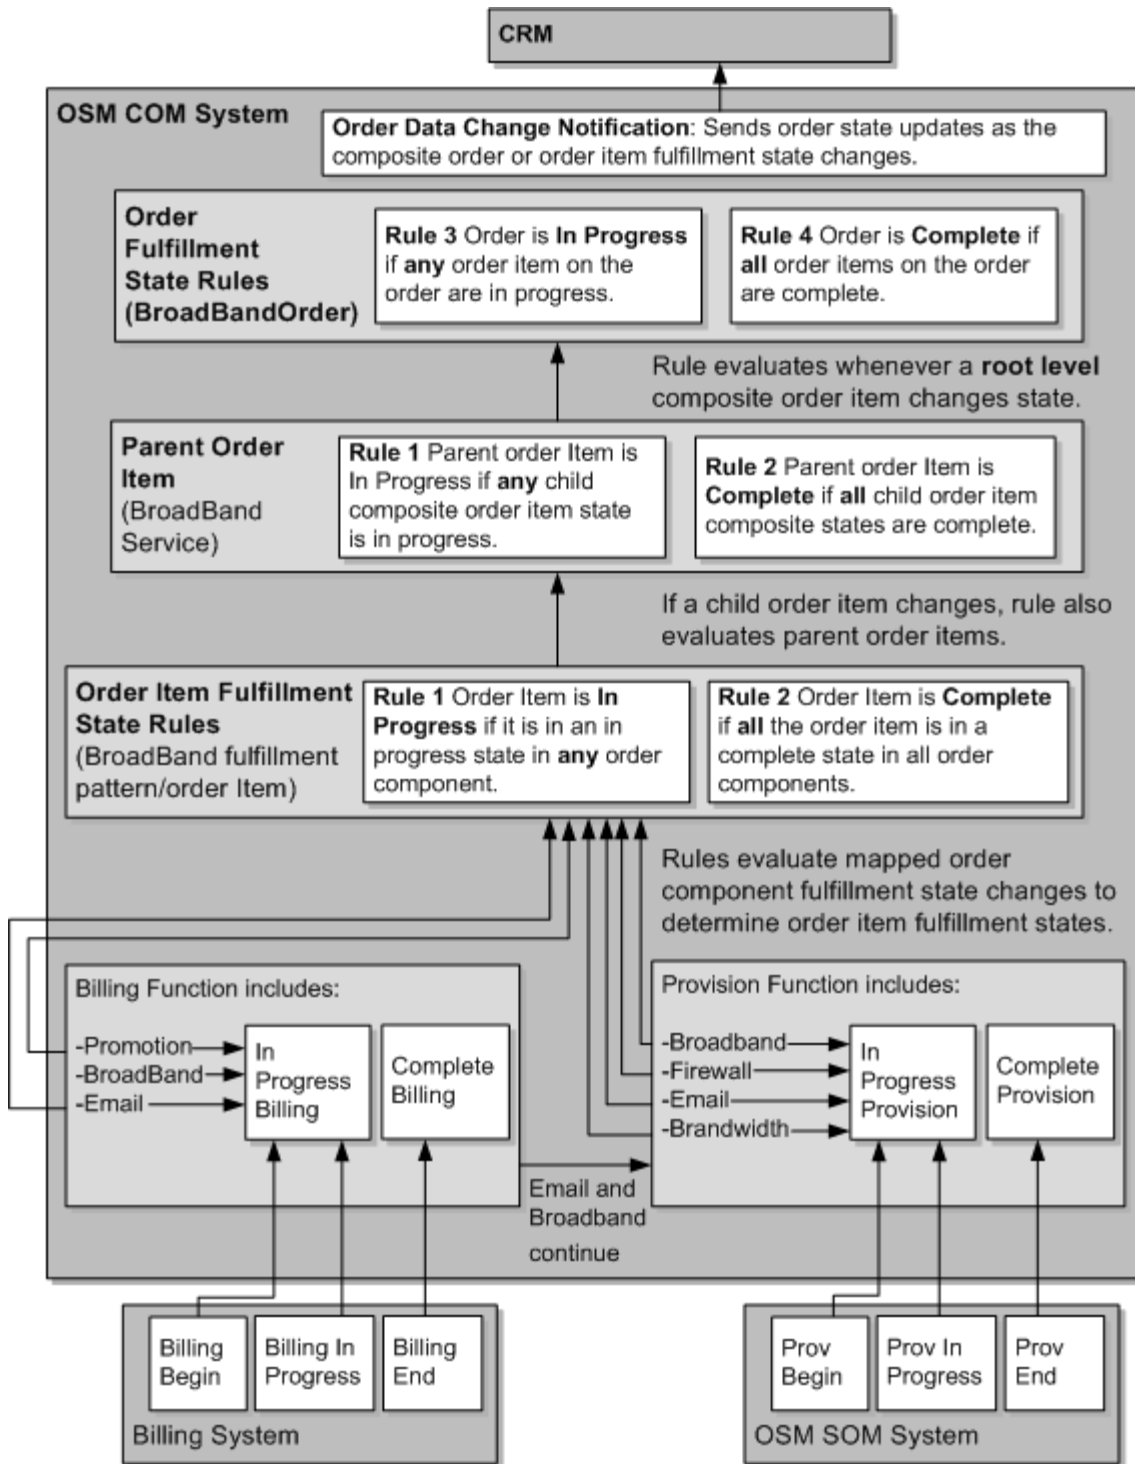 CRM
OSM COM System
Order Data Change Notification: Sends order state updates as the
composite order or order item fulfillment state changes.
Order
Fulfillment
State Rules
(BroadBandOrder)
Rule 3 Order is In Progress
if any order item on the
order are in progress.
Rule 4 Order is Complete if
all order items on the order
are complete.
Rule evaluates whenever a root level
composite order item changes state.
Parent Order
Item
(BroadBand
Service)
Rule 1 Parent order Item is
In Progress if any child
composite order item state
is in progress.
Rule 2 Parent order Item is
Complete if all child order item
composite states are complete.
If a child order item changes, rule also
evaluates parent order items.
Order Item Fulfillment
State Rules
(BroadBand fulfillment
pattern/order Item)
Rule 1 Order Item is In
Progress if it is in an in
progress state in any order
component.
Rule 2 Order Item is Complete
if all the order item is in a
complete state in all order
components.
Rules evaluate mapped order
component fulfillment state changes to
determine order item fulfillment states.
Billing Function includes:
-Promotion
-BroadBand
-Email
In
Progress
Billing
Complete
Billing
Email and
Broadband
continue
Provision Function includes:
-Broadband
-Firewall
-Email
-Brandwidth
In
Progress
Provision
Complete
Provision
Billing
Begin
Billing In
Progress
Billing
End
Billing System
Prov
Begin
Prov In
Progress
Prov
End
OSM SOM System